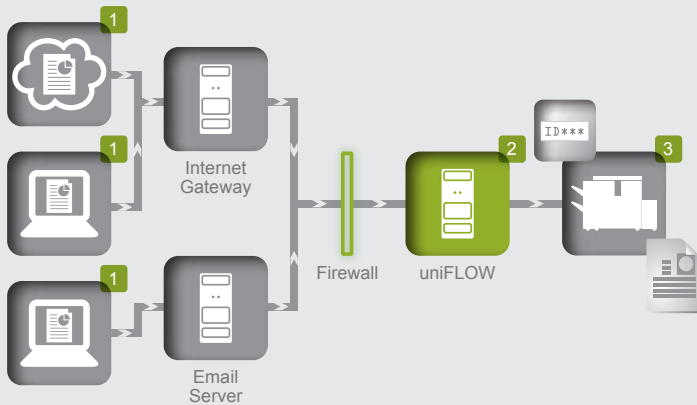 1
1
1
Internet
Gateway
Email
Server
Firewall
2
uniFLOW
ID***
3